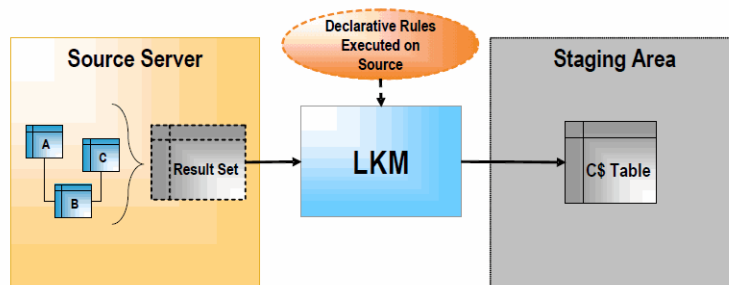 Declarative Rules
Executed on
Source
Source Server
Staging Area
A
C
B
Result Set
LKM
C$ Table